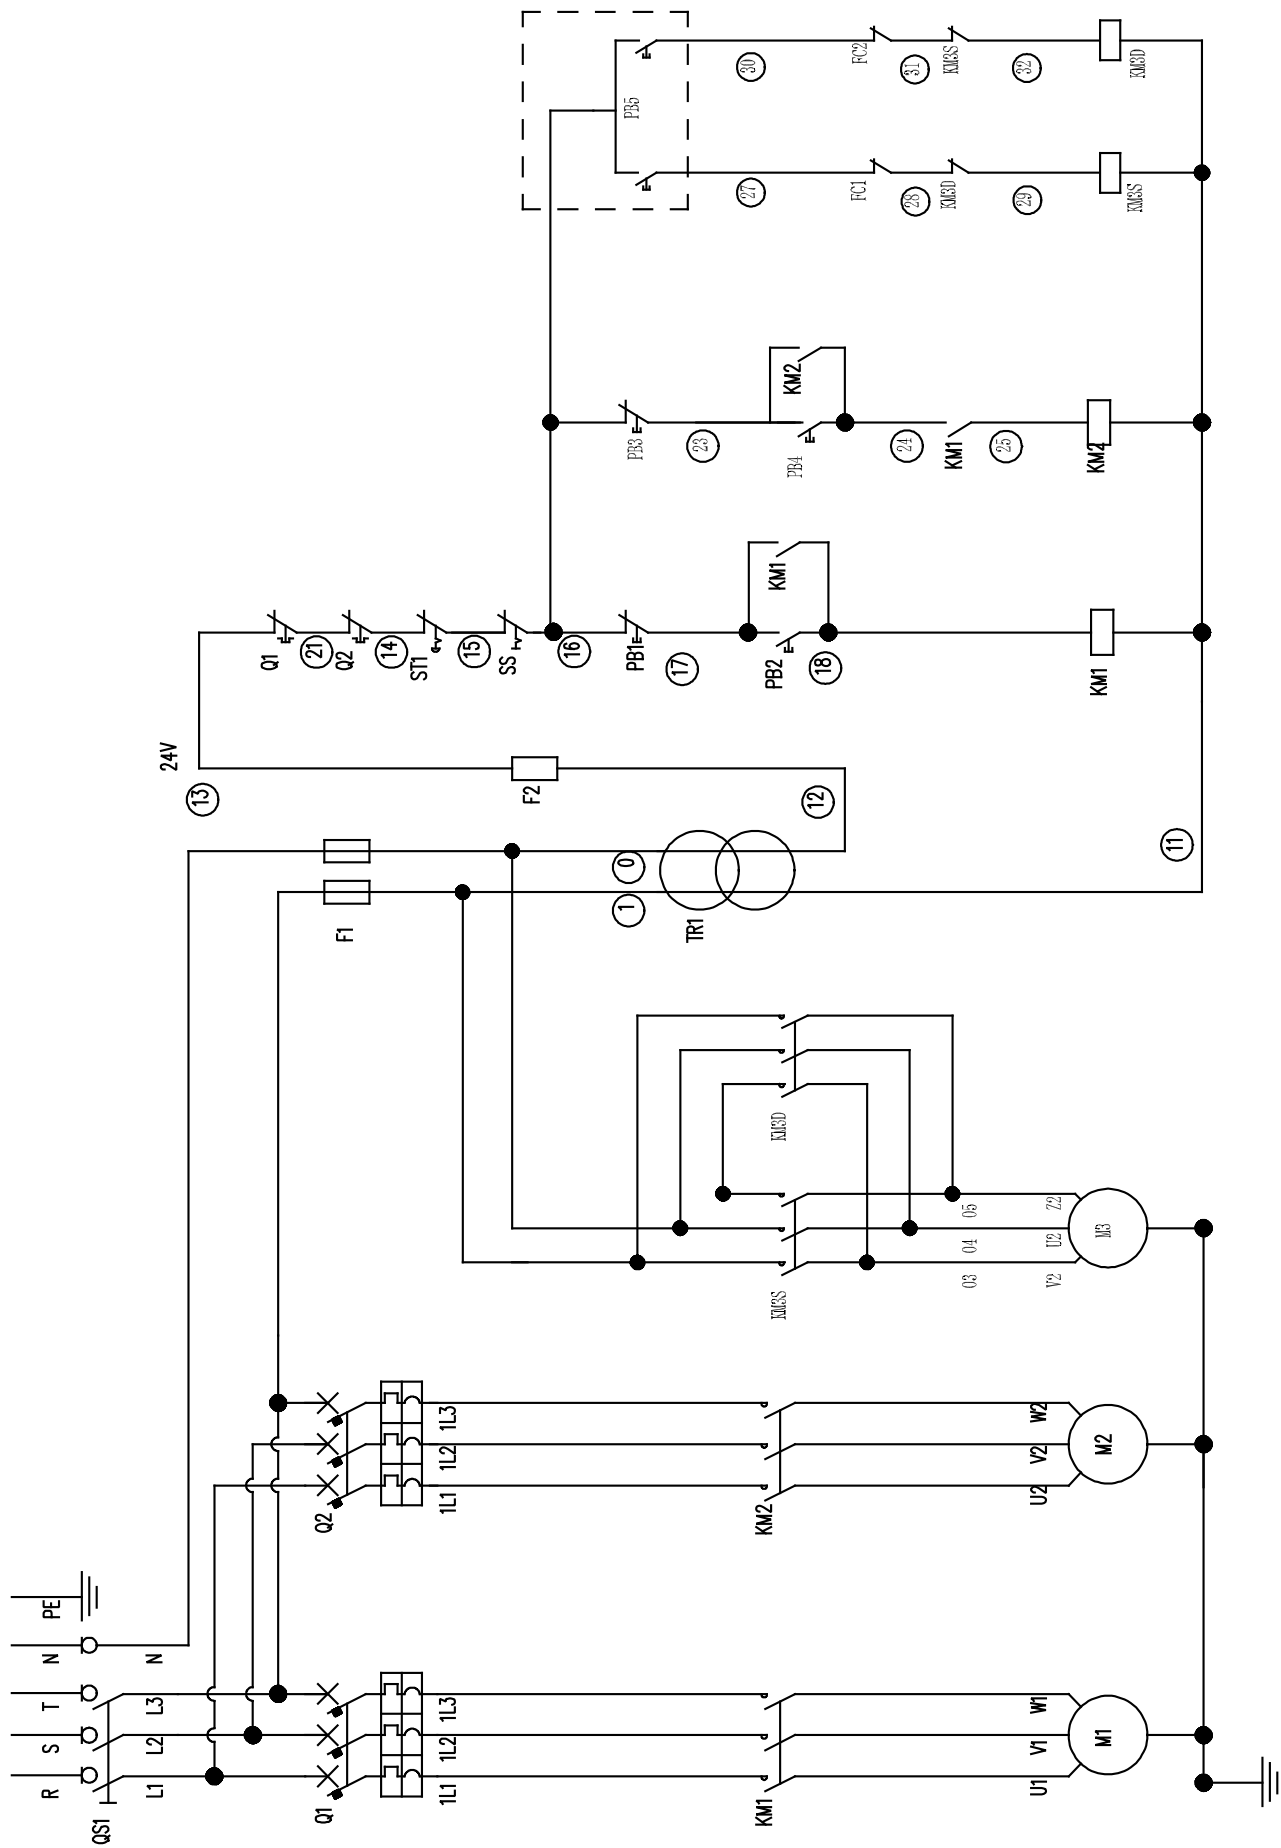 R
S
T
N
PE
QS1
L1
L2
L3
N
Q1
Q2
1L1
1L2
1L3
1L1
1L2
1L3
KM1
KM2
KM3S
KM3D
U1
V1
W1
U2
V2
W2
03
04
05
V2
U2
Z2
M1
M2
M3
F1
1
0
TR1
12
11
F2
13
24V
Q1
21
Q2
14
ST1
15
SS
16
PB1
17
PB2
18
KM1
KM1
PB3
23
PB4
KM2
24
KM1
25
KM2
PB5
27
FC1
28
KM3D
29
KM3S
30
FC2
31
KM3S
32
KM3D